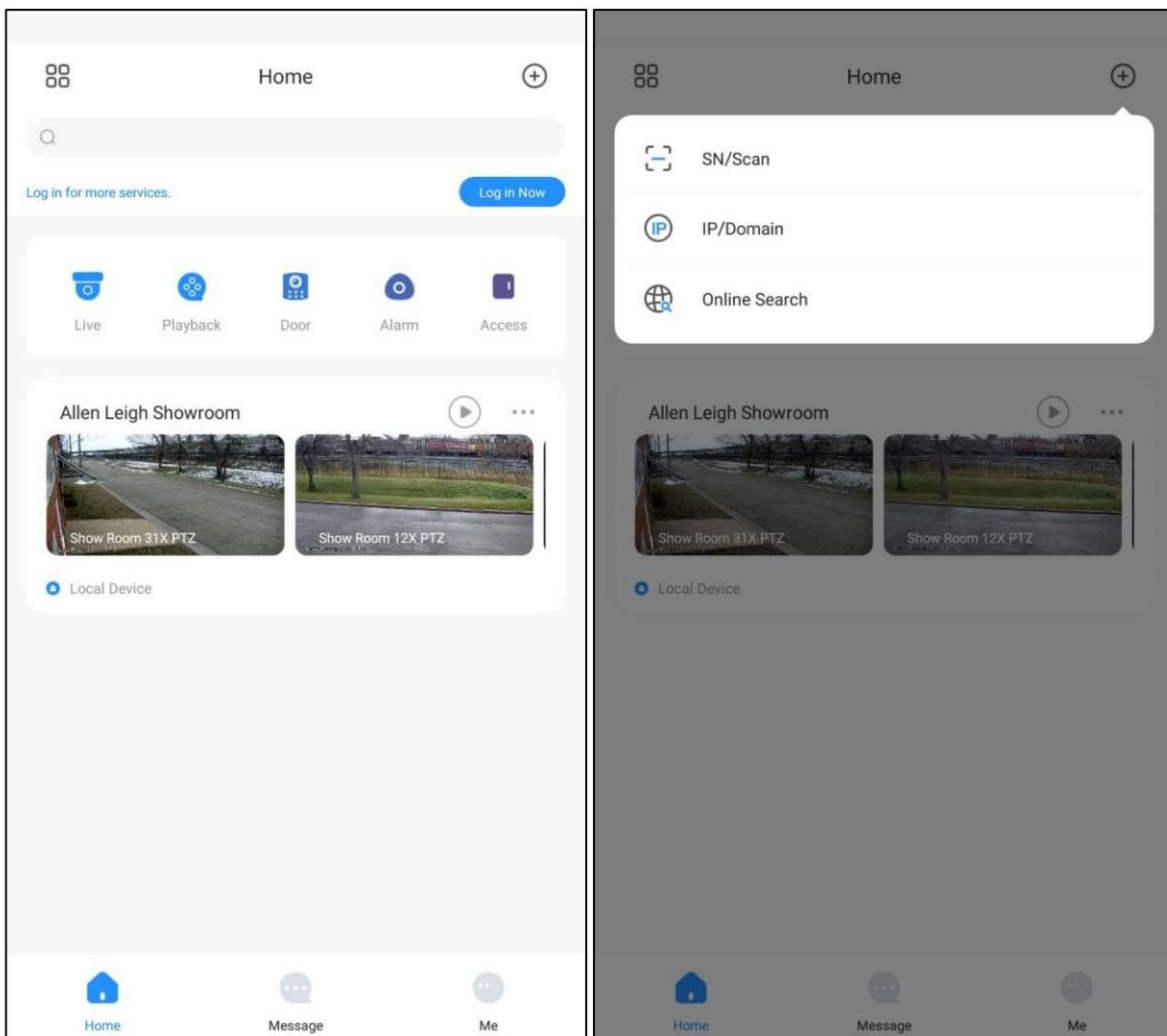 Home
Log in for more services.
Log in Now
Live Playback Door Alarm Access
Allen Leigh Showroom
Show Room 31X PTZ
Show Room 12X PTZ
Local Device
Home Message Me
Home
SN/Scan
IP
IP/Domain
Online Search
Allen Leigh Showroom
Show Room 31X PTZ
Show Room 12X PTZ
Local Device
Home Message Me